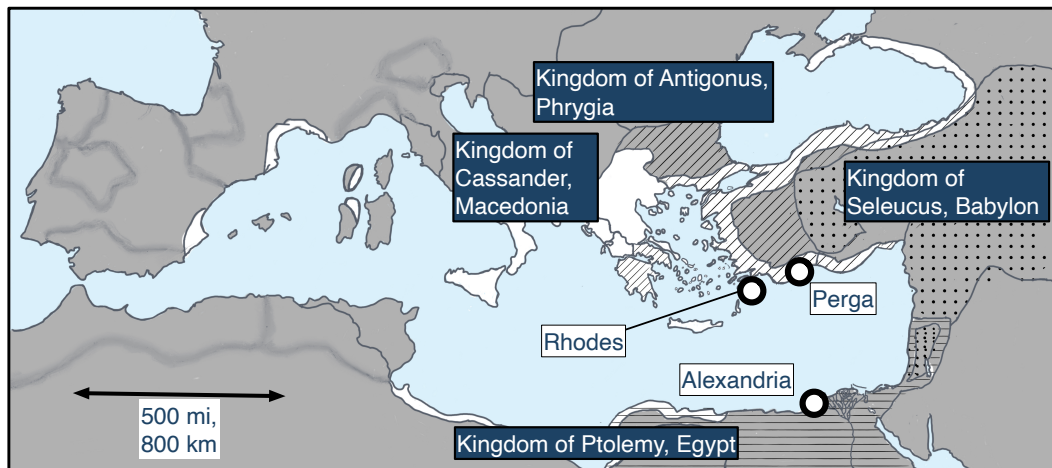 Kingdom of Antigonus,
Phrygia
Kingdom of
Cassander,
Macedonia
Kingdom of
Seleucus, Babylon
Perga
Rhodes
Alexandria
500 mi,
800 km
Kingdom of Ptolemy, Egypt